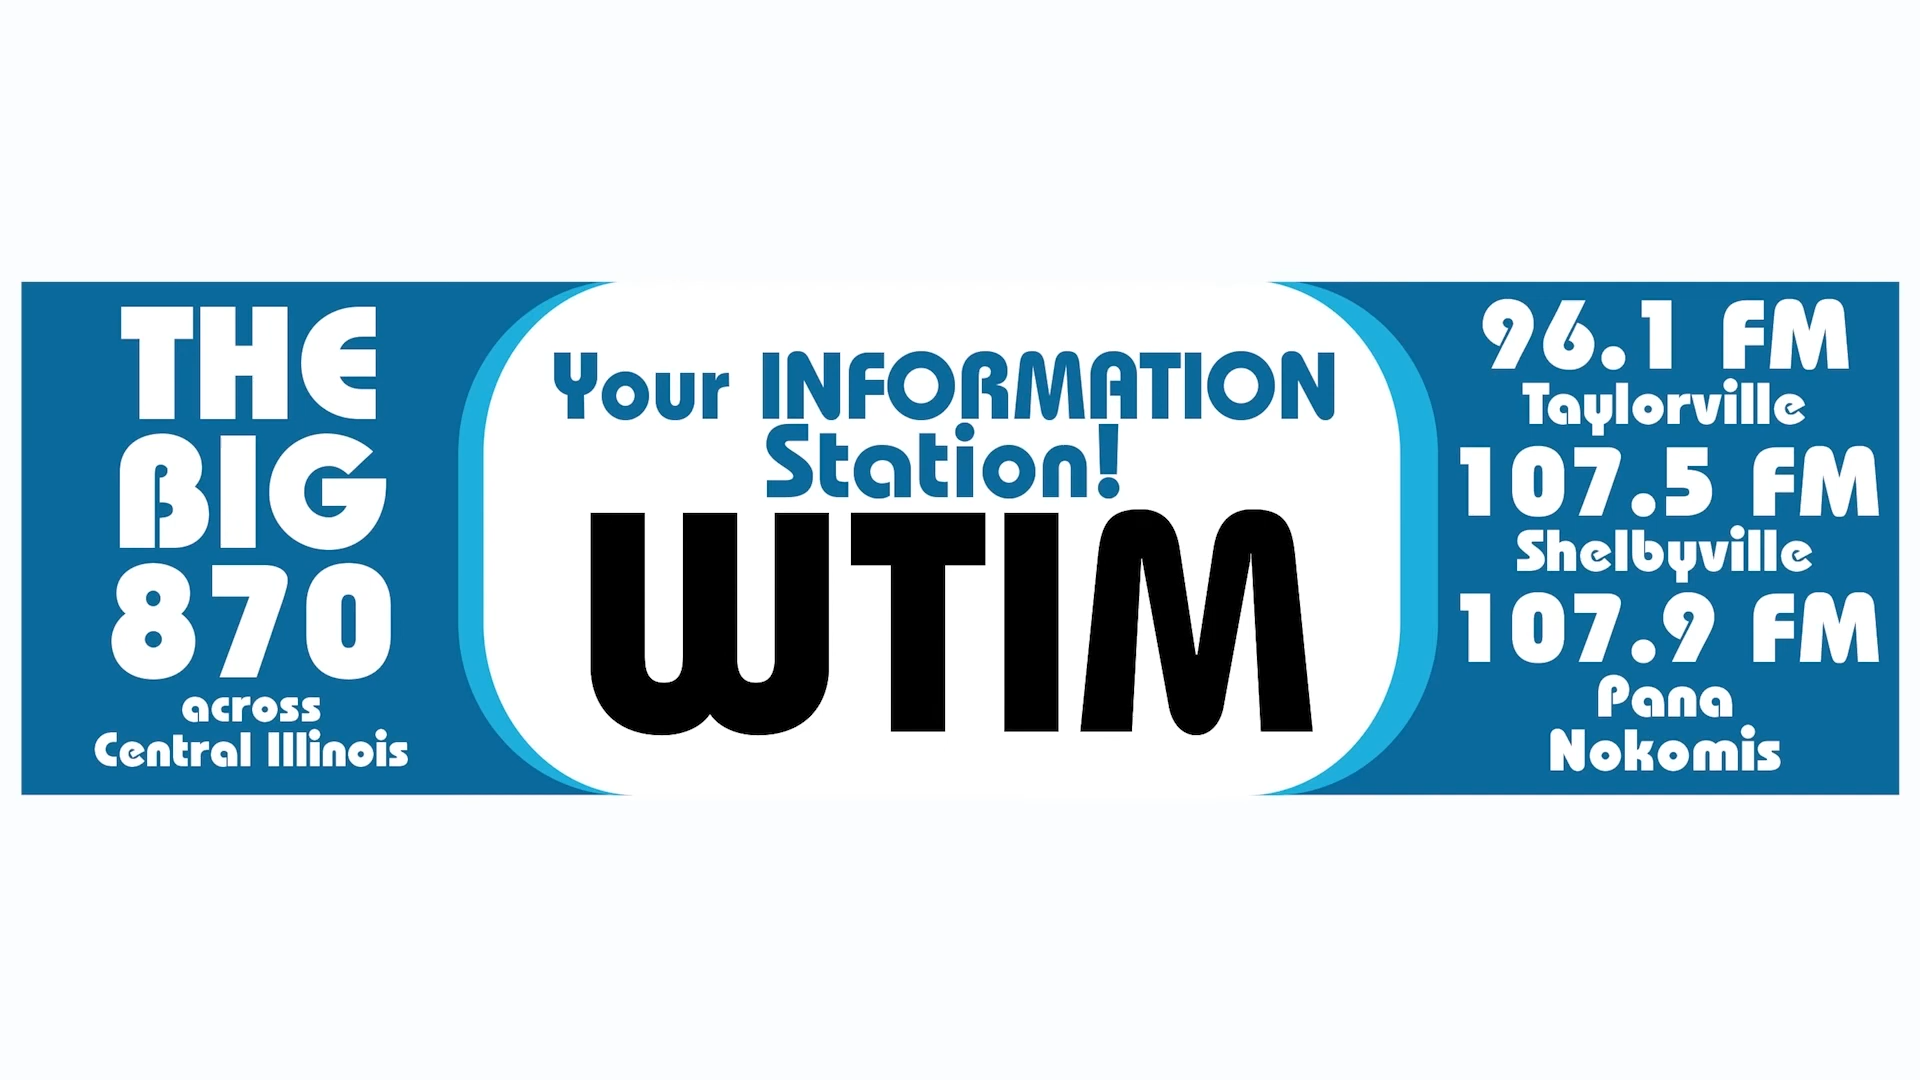 THE
BIG
870
across
Central Illinois
Your INFORMATION
Station!
WTIM
96.1 FM
Taylorville
107.5 FM
Shelbyville
107.9 FM
Pana
Nokomis